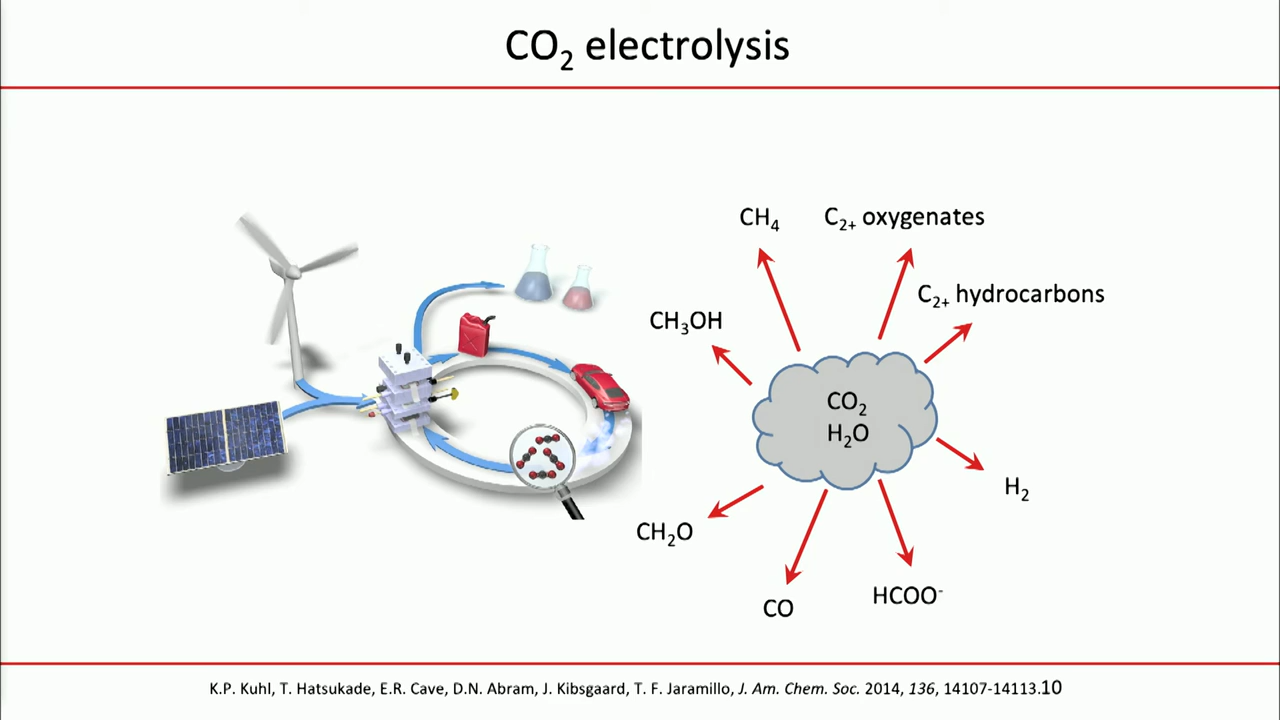 CO₂ electrolysis
CH₄
C₂₊ oxygenates
C₂₊ hydrocarbons
CH₃OH
CO₂
H₂O
H₂
CH₂O
HCOO⁻
CO
K.P. Kuhl, T. Hatsukade, E.R. Cave, D.N. Abram, J. Kibsgaard, T. F. Jaramillo, J. Am. Chem. Soc. 2014, 136, 14107-14113.10